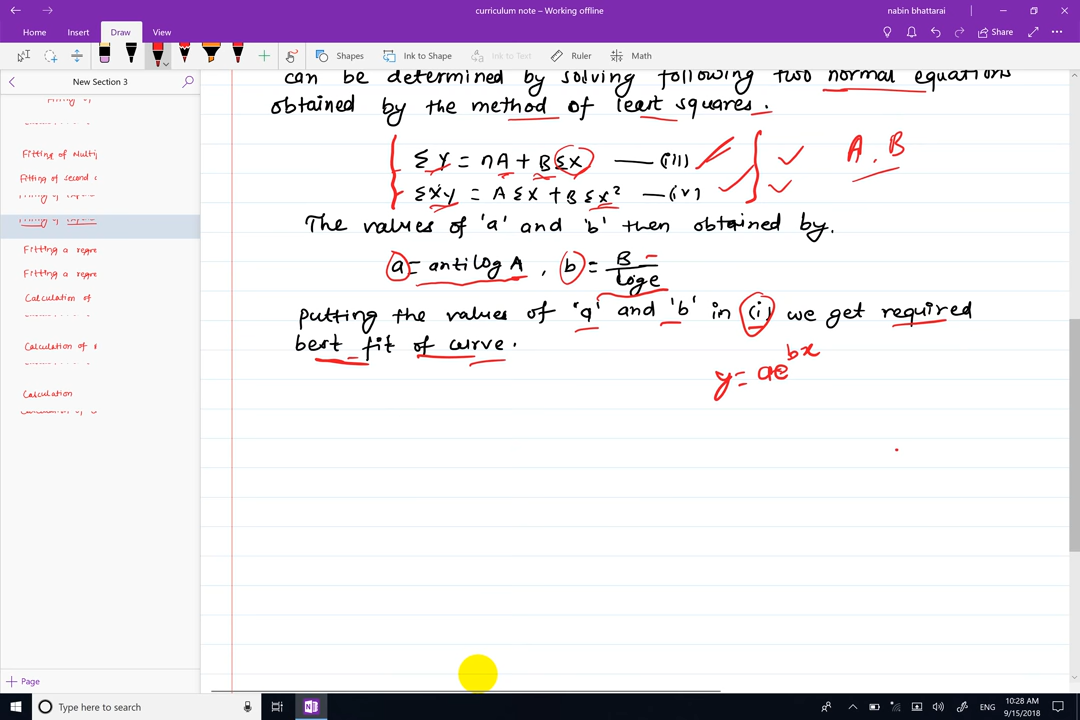 curriculum note – Working offline
nabin bhattarai
Home Insert Draw View
Share
Shapes Ink to Shape Ink to Text Ruler Math
New Section 3
Fitting of Multi
Fitting of second
Fitting a regre
Fitting a regre
Calculation of
Calculation of
Calculation
Page
can be determined by solving following two normal equations
obtained by the method of least squares.
ΣY = nA + BΣX —— (iii)
A, B
ΣXY = AΣX + BΣX² — (iv)
The values of 'a' and 'b' then obtained by.
a = antilog A , b = B / loge
putting the values of 'a' and 'b' in (i) we get required
best fit of curve.
y = ae^bx
Type here to search
ENG
10:28 AM
9/15/2018